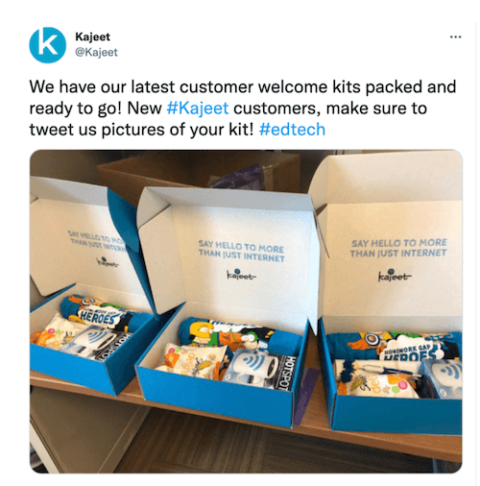 Kajeet
@Kajeet
We have our latest customer welcome kits packed and
ready to go! New #Kajeet customers, make sure to
tweet us pictures of your kit! #edtech
SAY HELLO TO MORE
THAN JUST INTERNET
kajeet
HEROES
SAY HELLO TO MORE
THAN JUST INTERNET
kajeet
HOTSPOT
SAY HELLO TO MORE
THAN JUST INTERNET
kajeet
HOMEWORK GAP
HEROES